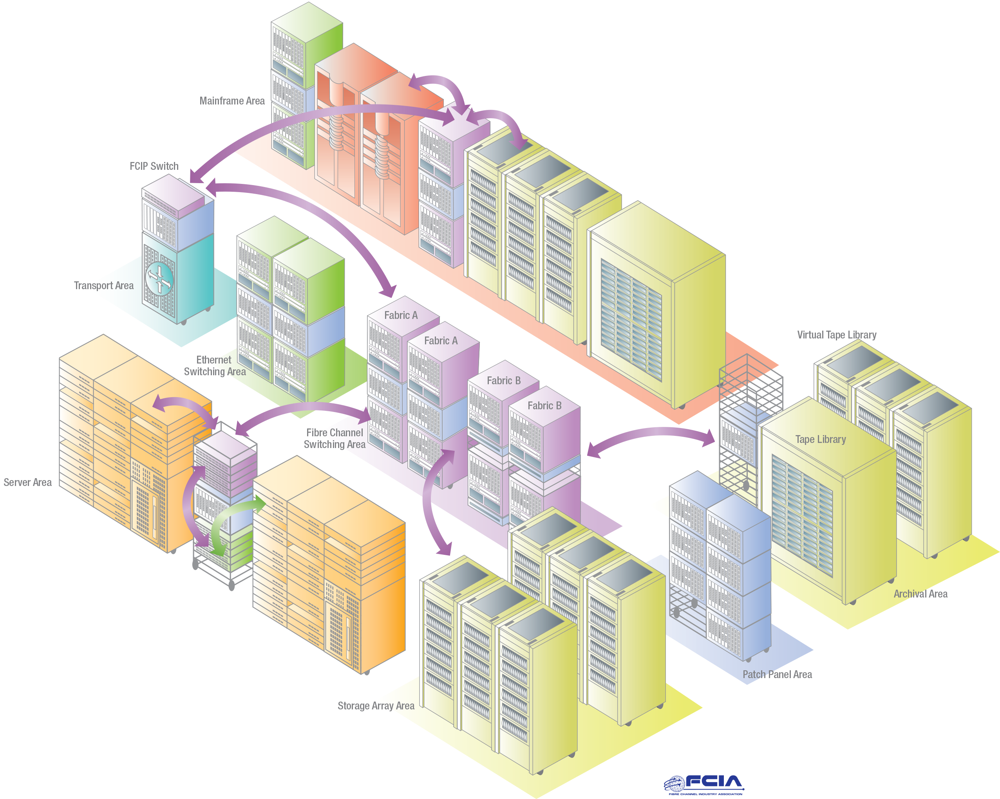 Mainframe Area
FCIP Switch
Transport Area
Ethernet
Switching Area
Fabric A
Fabric A
Fabric B
Fabric B
Virtual Tape Library
Fibre Channel
Switching Area
Tape Library
Server Area
Archival Area
Patch Panel Area
Storage Array Area
FCIA
FIBRE CHANNEL INDUSTRY ASSOCIATION